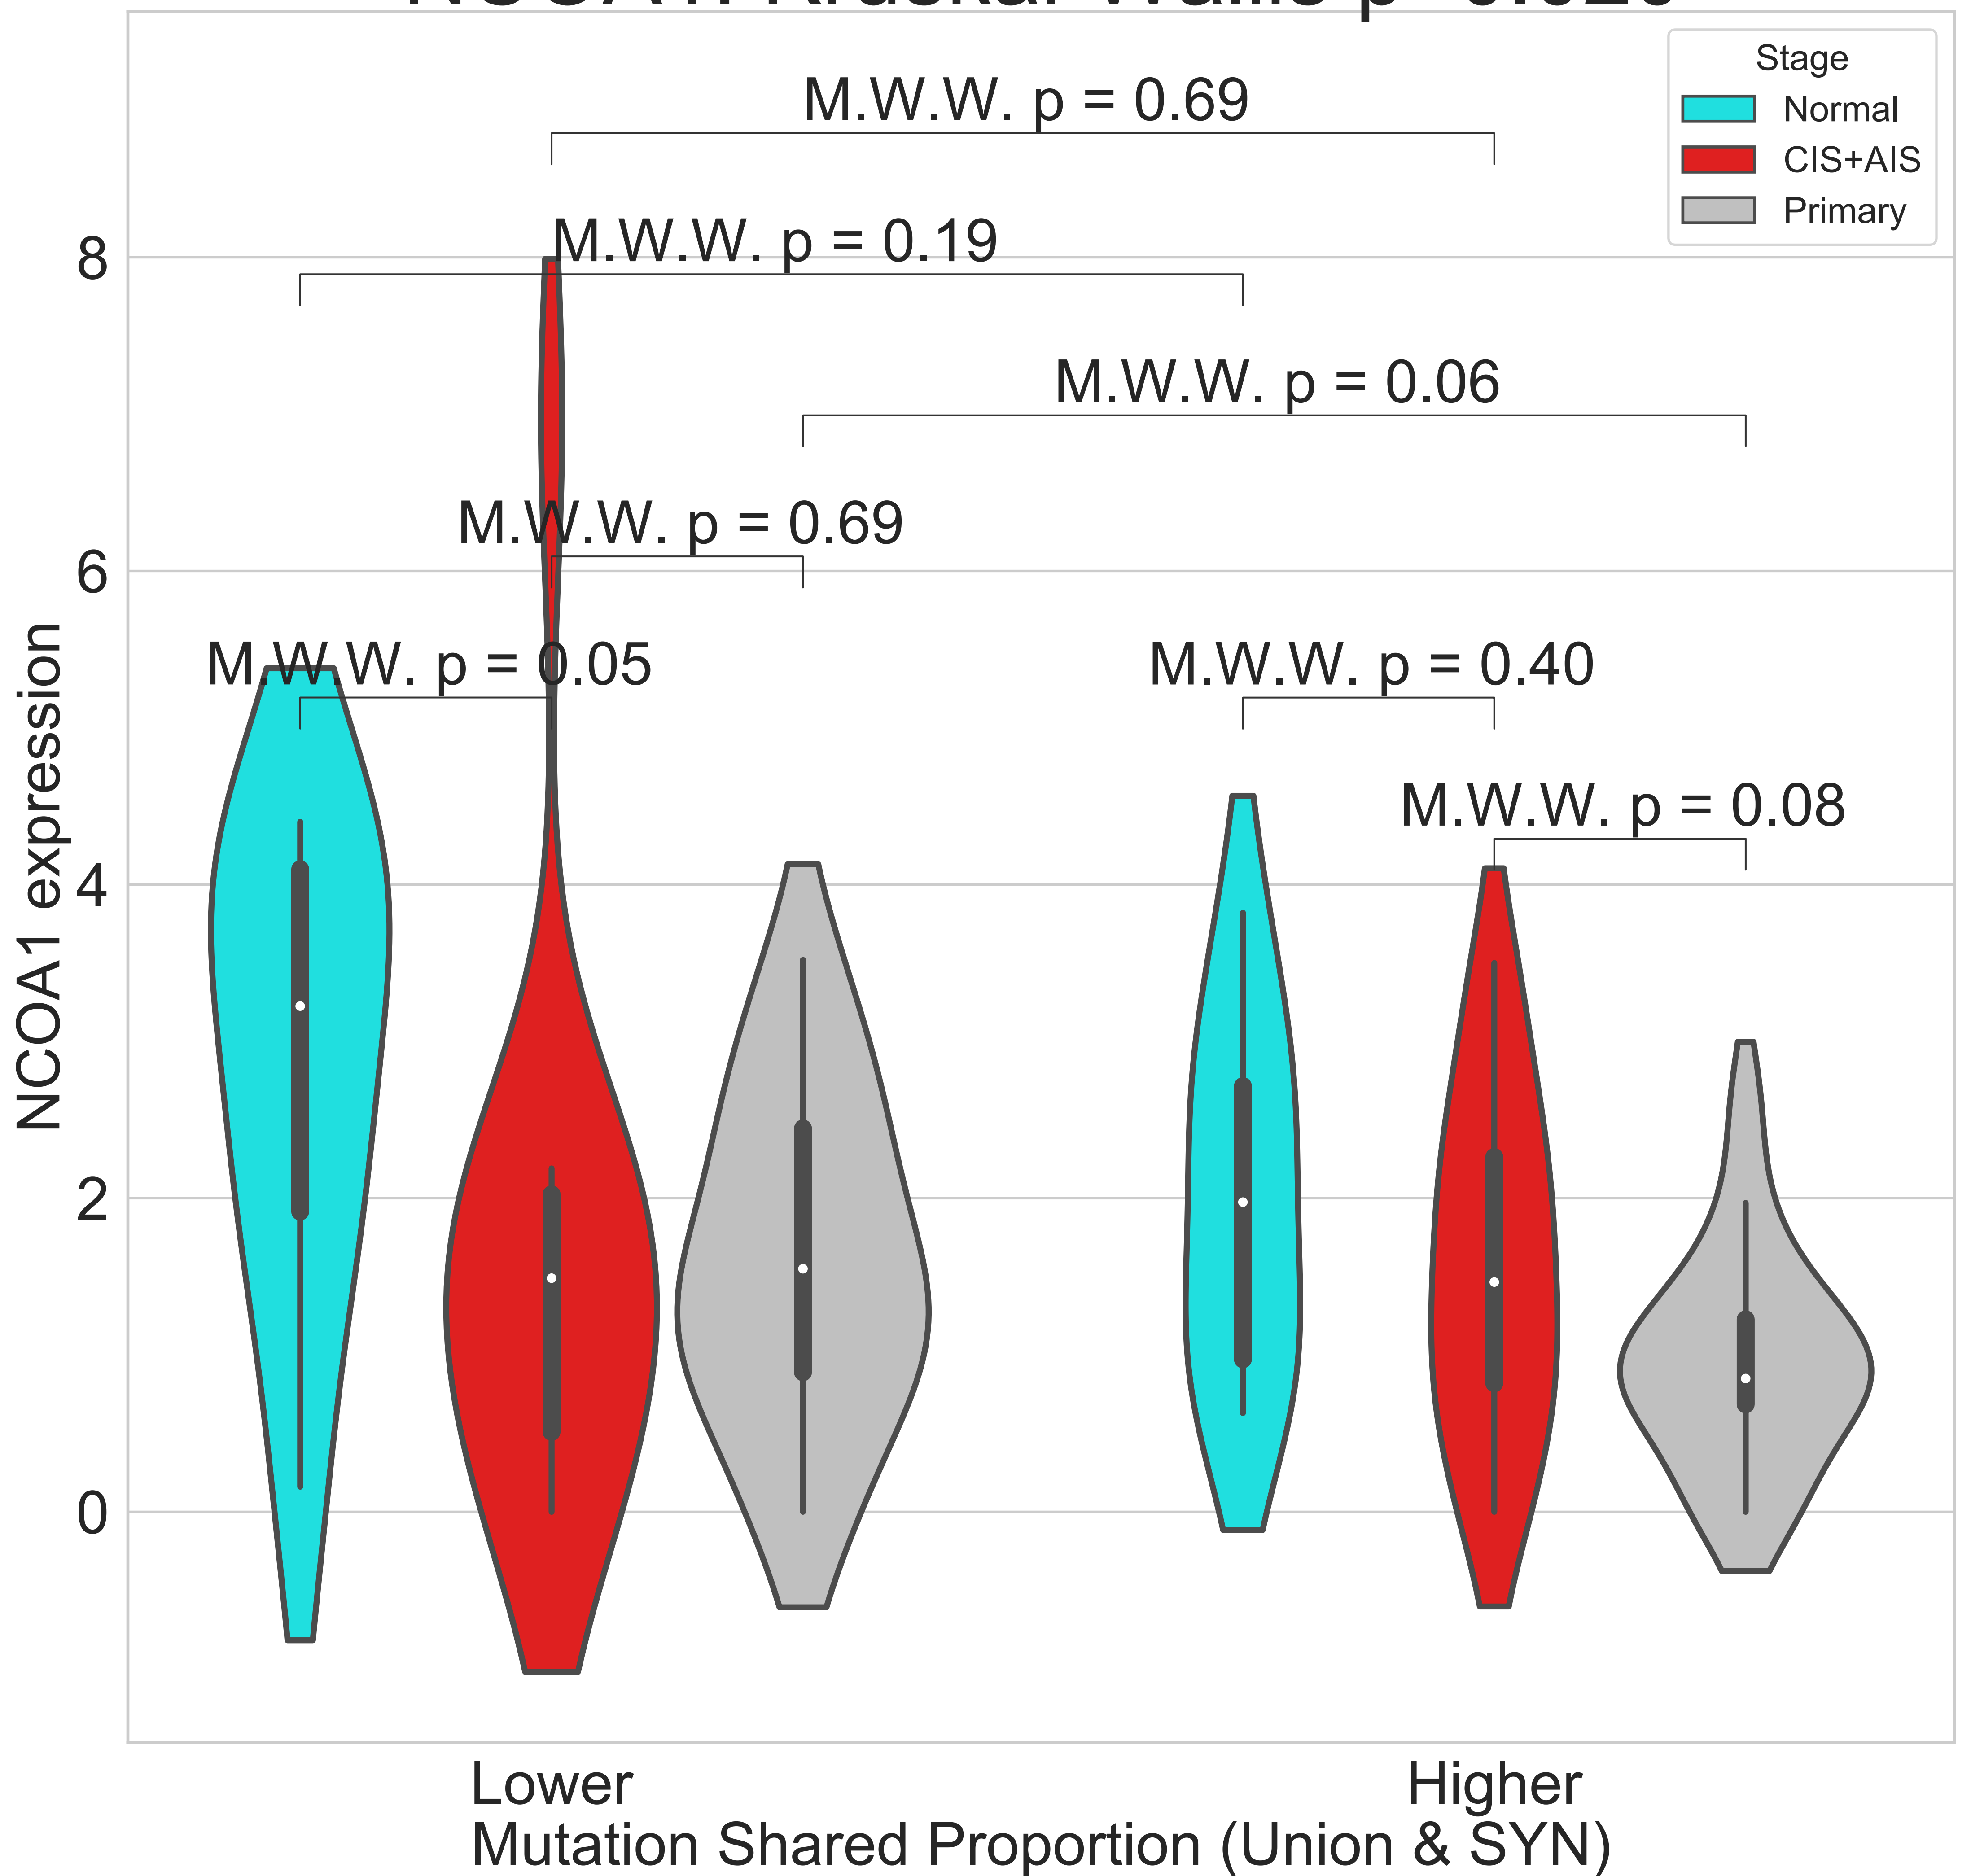 Stage
Normal
CIS+AIS
Primary
M.W.W. p = 0.69
M.W.W. p = 0.19
M.W.W. p = 0.06
M.W.W. p = 0.69
M.W.W. p = 0.05
M.W.W. p = 0.40
M.W.W. p = 0.08
8
6
4
2
0
NCOA1 expression
Lower
Higher
Mutation Shared Proportion (Union & SYN)